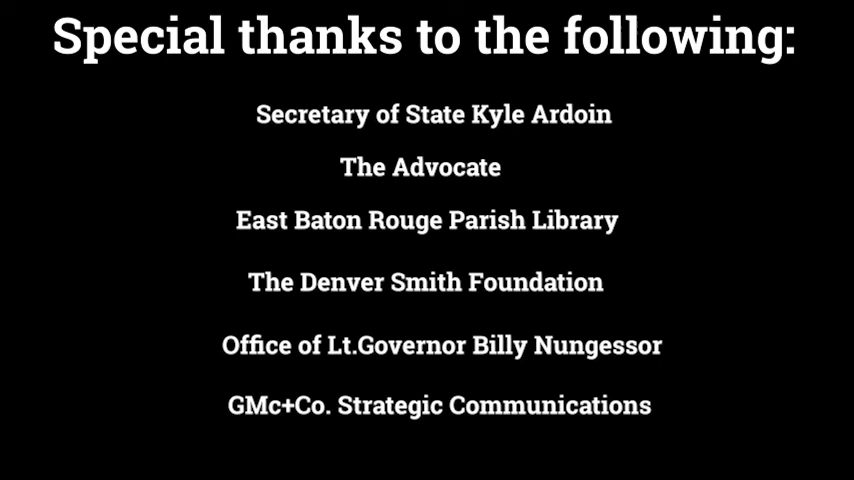 Special thanks to the following:
Secretary of State Kyle Ardoin
The Advocate
East Baton Rouge Parish Library
The Denver Smith Foundation
Office of Lt.Governor Billy Nungessor
GMc+Co. Strategic Communications